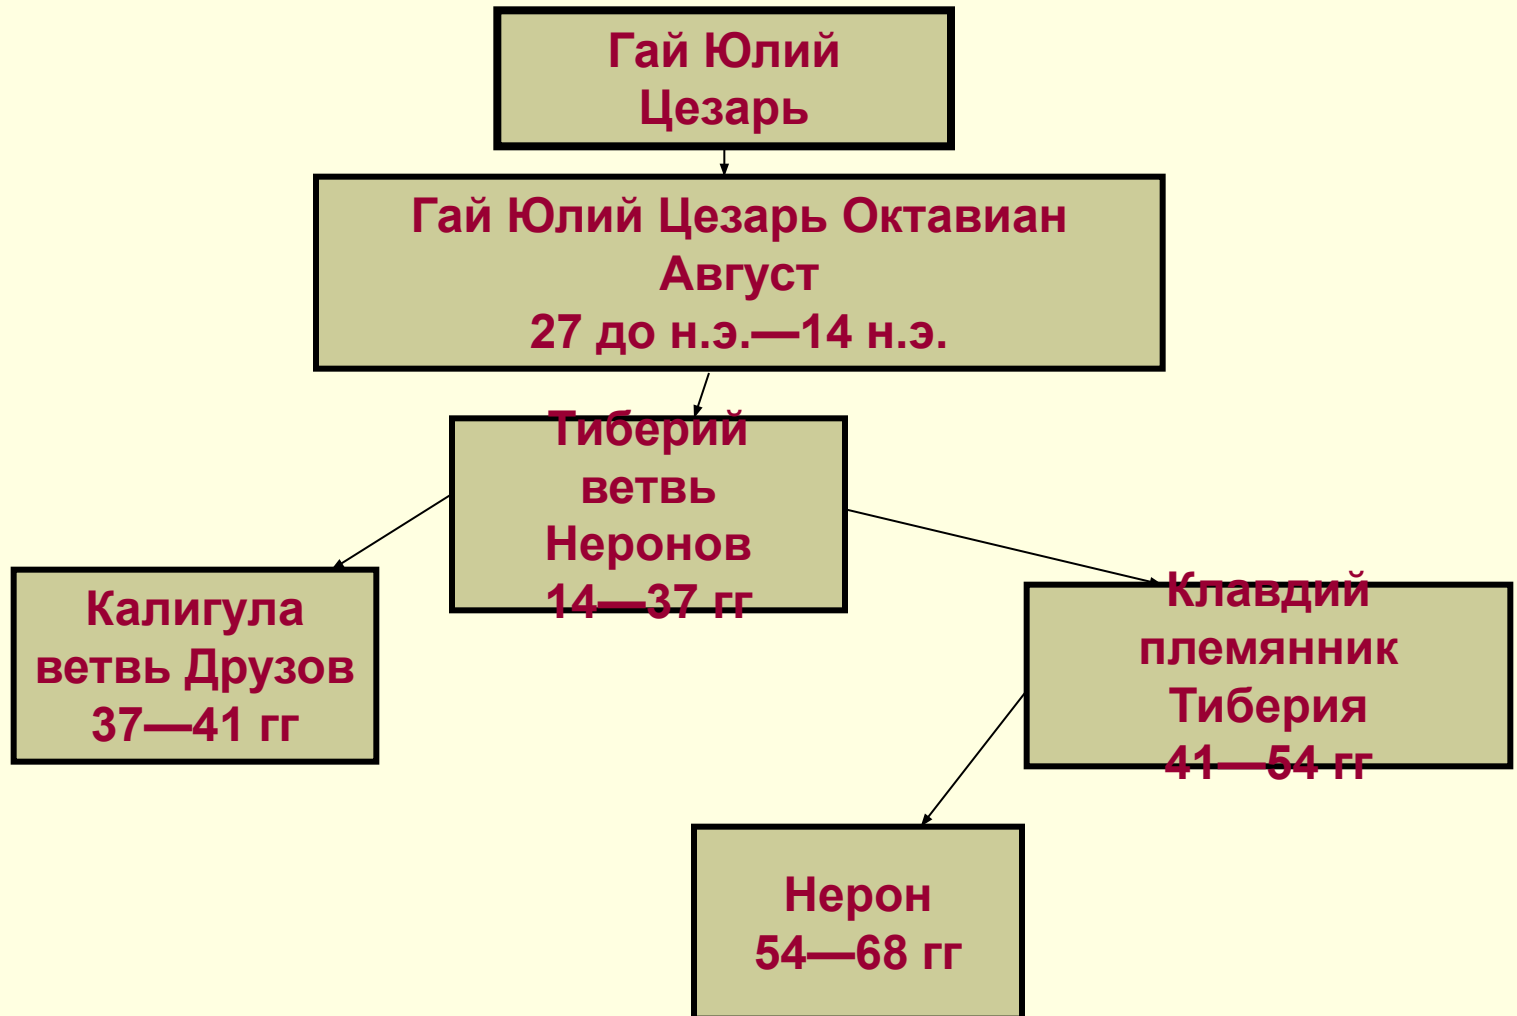 Гай Юлий
Цезарь
Гай Юлий Цезарь Октавиан
Август
27 до н.э.—14 н.э.
Тиберий
ветвь
Неронов
14—37 гг
Калигула
ветвь Друзов
37—41 гг
Клавдий
племянник
Тиберия
41—54 гг
Нерон
54—68 гг